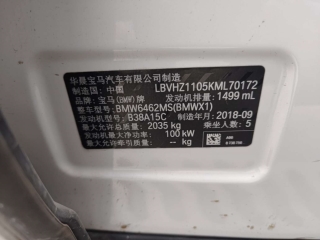 华晨宝马汽车有限公司制造
制造国: 中国 LBVHZ1105KML70172
品牌: 宝马(BMW)牌 发动机排量: 1499 mL
整车型号: BMW6462MS(BMWX1)
发动机型号: B38A15C 制造年月: 2018-09
最大允许总质量: 2035 kg 乘坐人数: 5
发动机最大净功率: 100 kW
最大允许牵引质量: -- kg